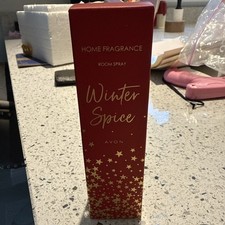 HOME FRAGRANCE
ROOM SPRAY
Winter
Spice
AVON